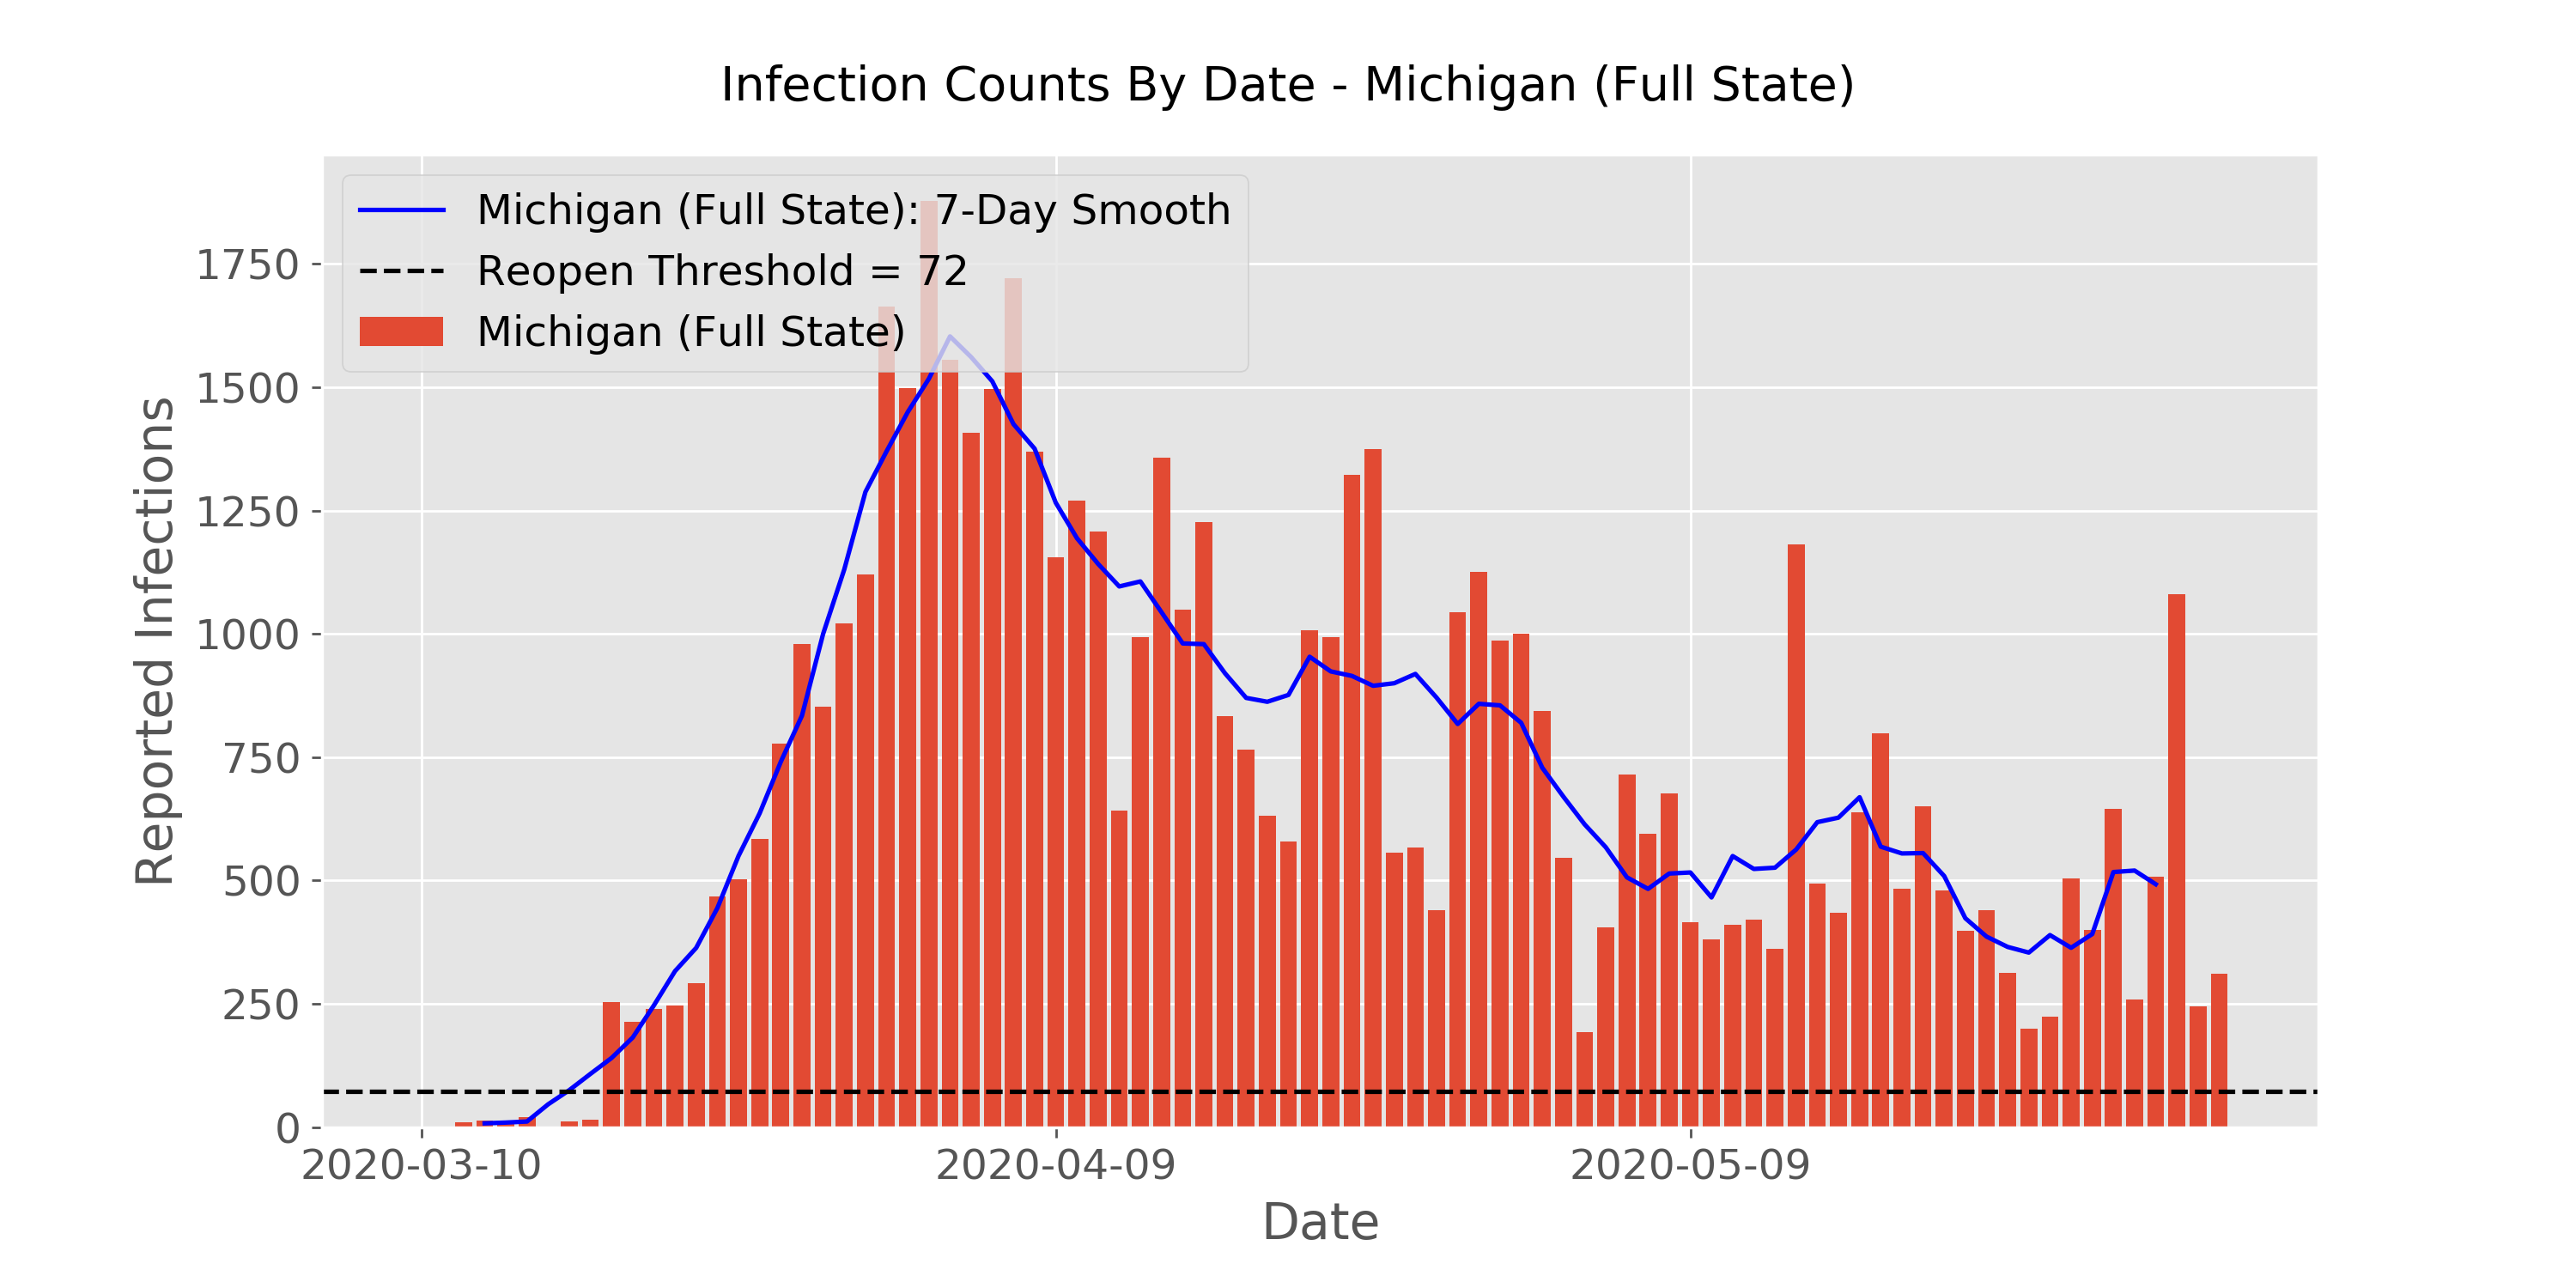 Infection Counts By Date - Michigan (Full State)
Michigan (Full State): 7-Day Smooth
Reopen Threshold = 72
Michigan (Full State)
Reported Infections
1750
1500
1250
1000
750
500
250
0
2020-03-10 2020-04-09 2020-05-09
Date